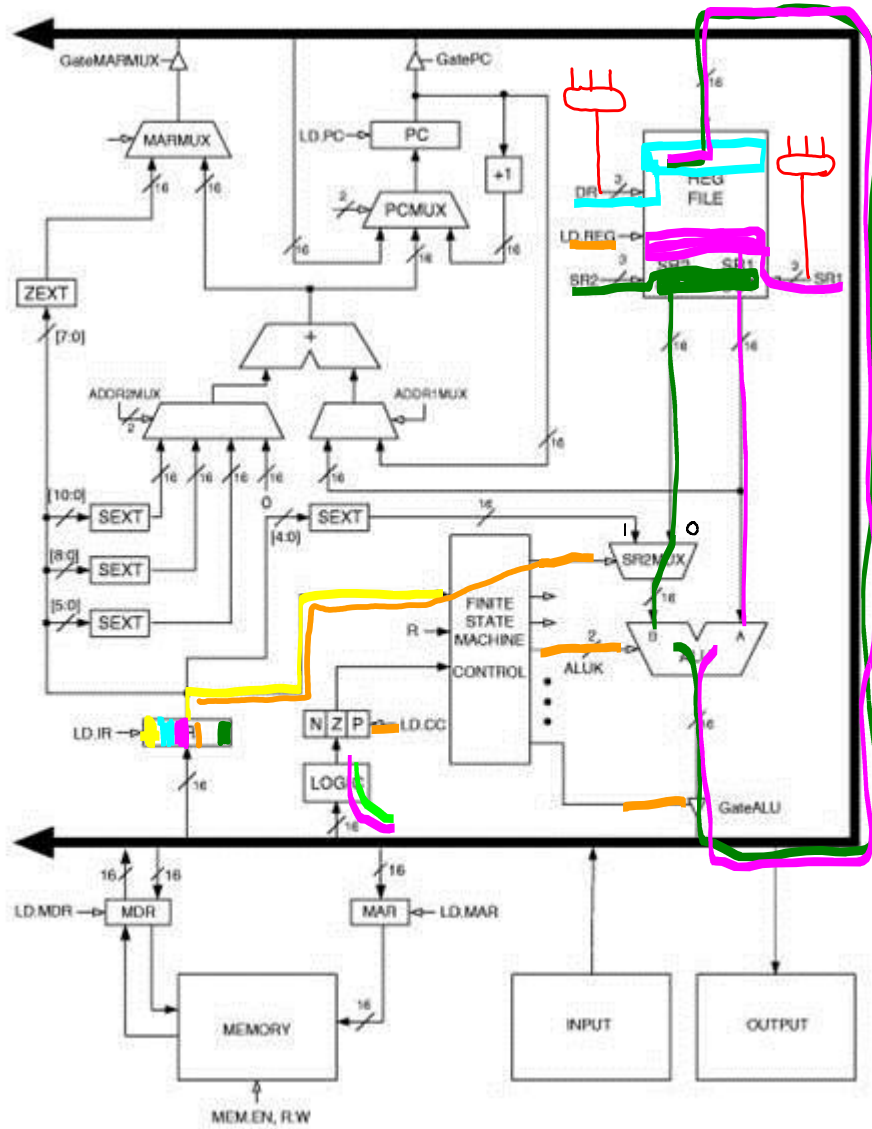 GateMARMUX
GatePC
16
MARMUX
LD.PC
PC
16
16
+1
2
PCMUX
16
16
16
DR
3
REG
FILE
LD.REG
3
SR2
SR1
3
SR1
ZEXT
[7:0]
+
16
16
ADDR2MUX
2
ADDR1MUX
16
16
16
16
16
16
[10:0]
SEXT
0
[4:0]
SEXT
16
1
0
SR2MUX
[8:0]
SEXT
16
[5:0]
SEXT
FINITE
STATE
MACHINE
R
CONTROL
B
A
2
ALUK
16
LD.IR
N Z P
LD.CC
16
LOGIC
16
GateALU
16
16
16
LD.MDR
MDR
MAR
LD.MAR
16
MEMORY
INPUT
OUTPUT
MEM.EN, R.W